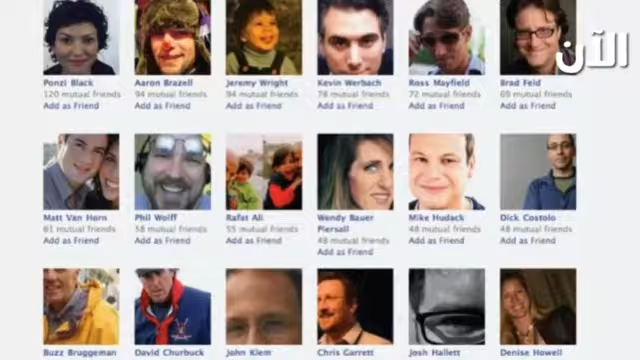 الآن
Ponzi Black Aaron Brazell Jeremy Wright Kevin Werbach Ross Mayfield Brad Feld
120 mutual friends 94 mutual friends 94 mutual friends 78 mutual friends 72 mutual friends 69 mutual friends
Add as Friend Add as Friend Add as Friend Add as Friend Add as Friend Add as Friend
Matt Van Horn Phil Wolff Rafat Ali Wendy Bauer Mike Hudack Dick Costolo
61 mutual friends 58 mutual friends 55 mutual friends Piersall 48 mutual friends 48 mutual friends
Add as Friend Add as Friend Add as Friend 48 mutual friends Add as Friend Add as Friend
Add as Friend
Buzz Bruggeman David Churbuck John Klem Chris Garrett Josh Hallett Denise Howell